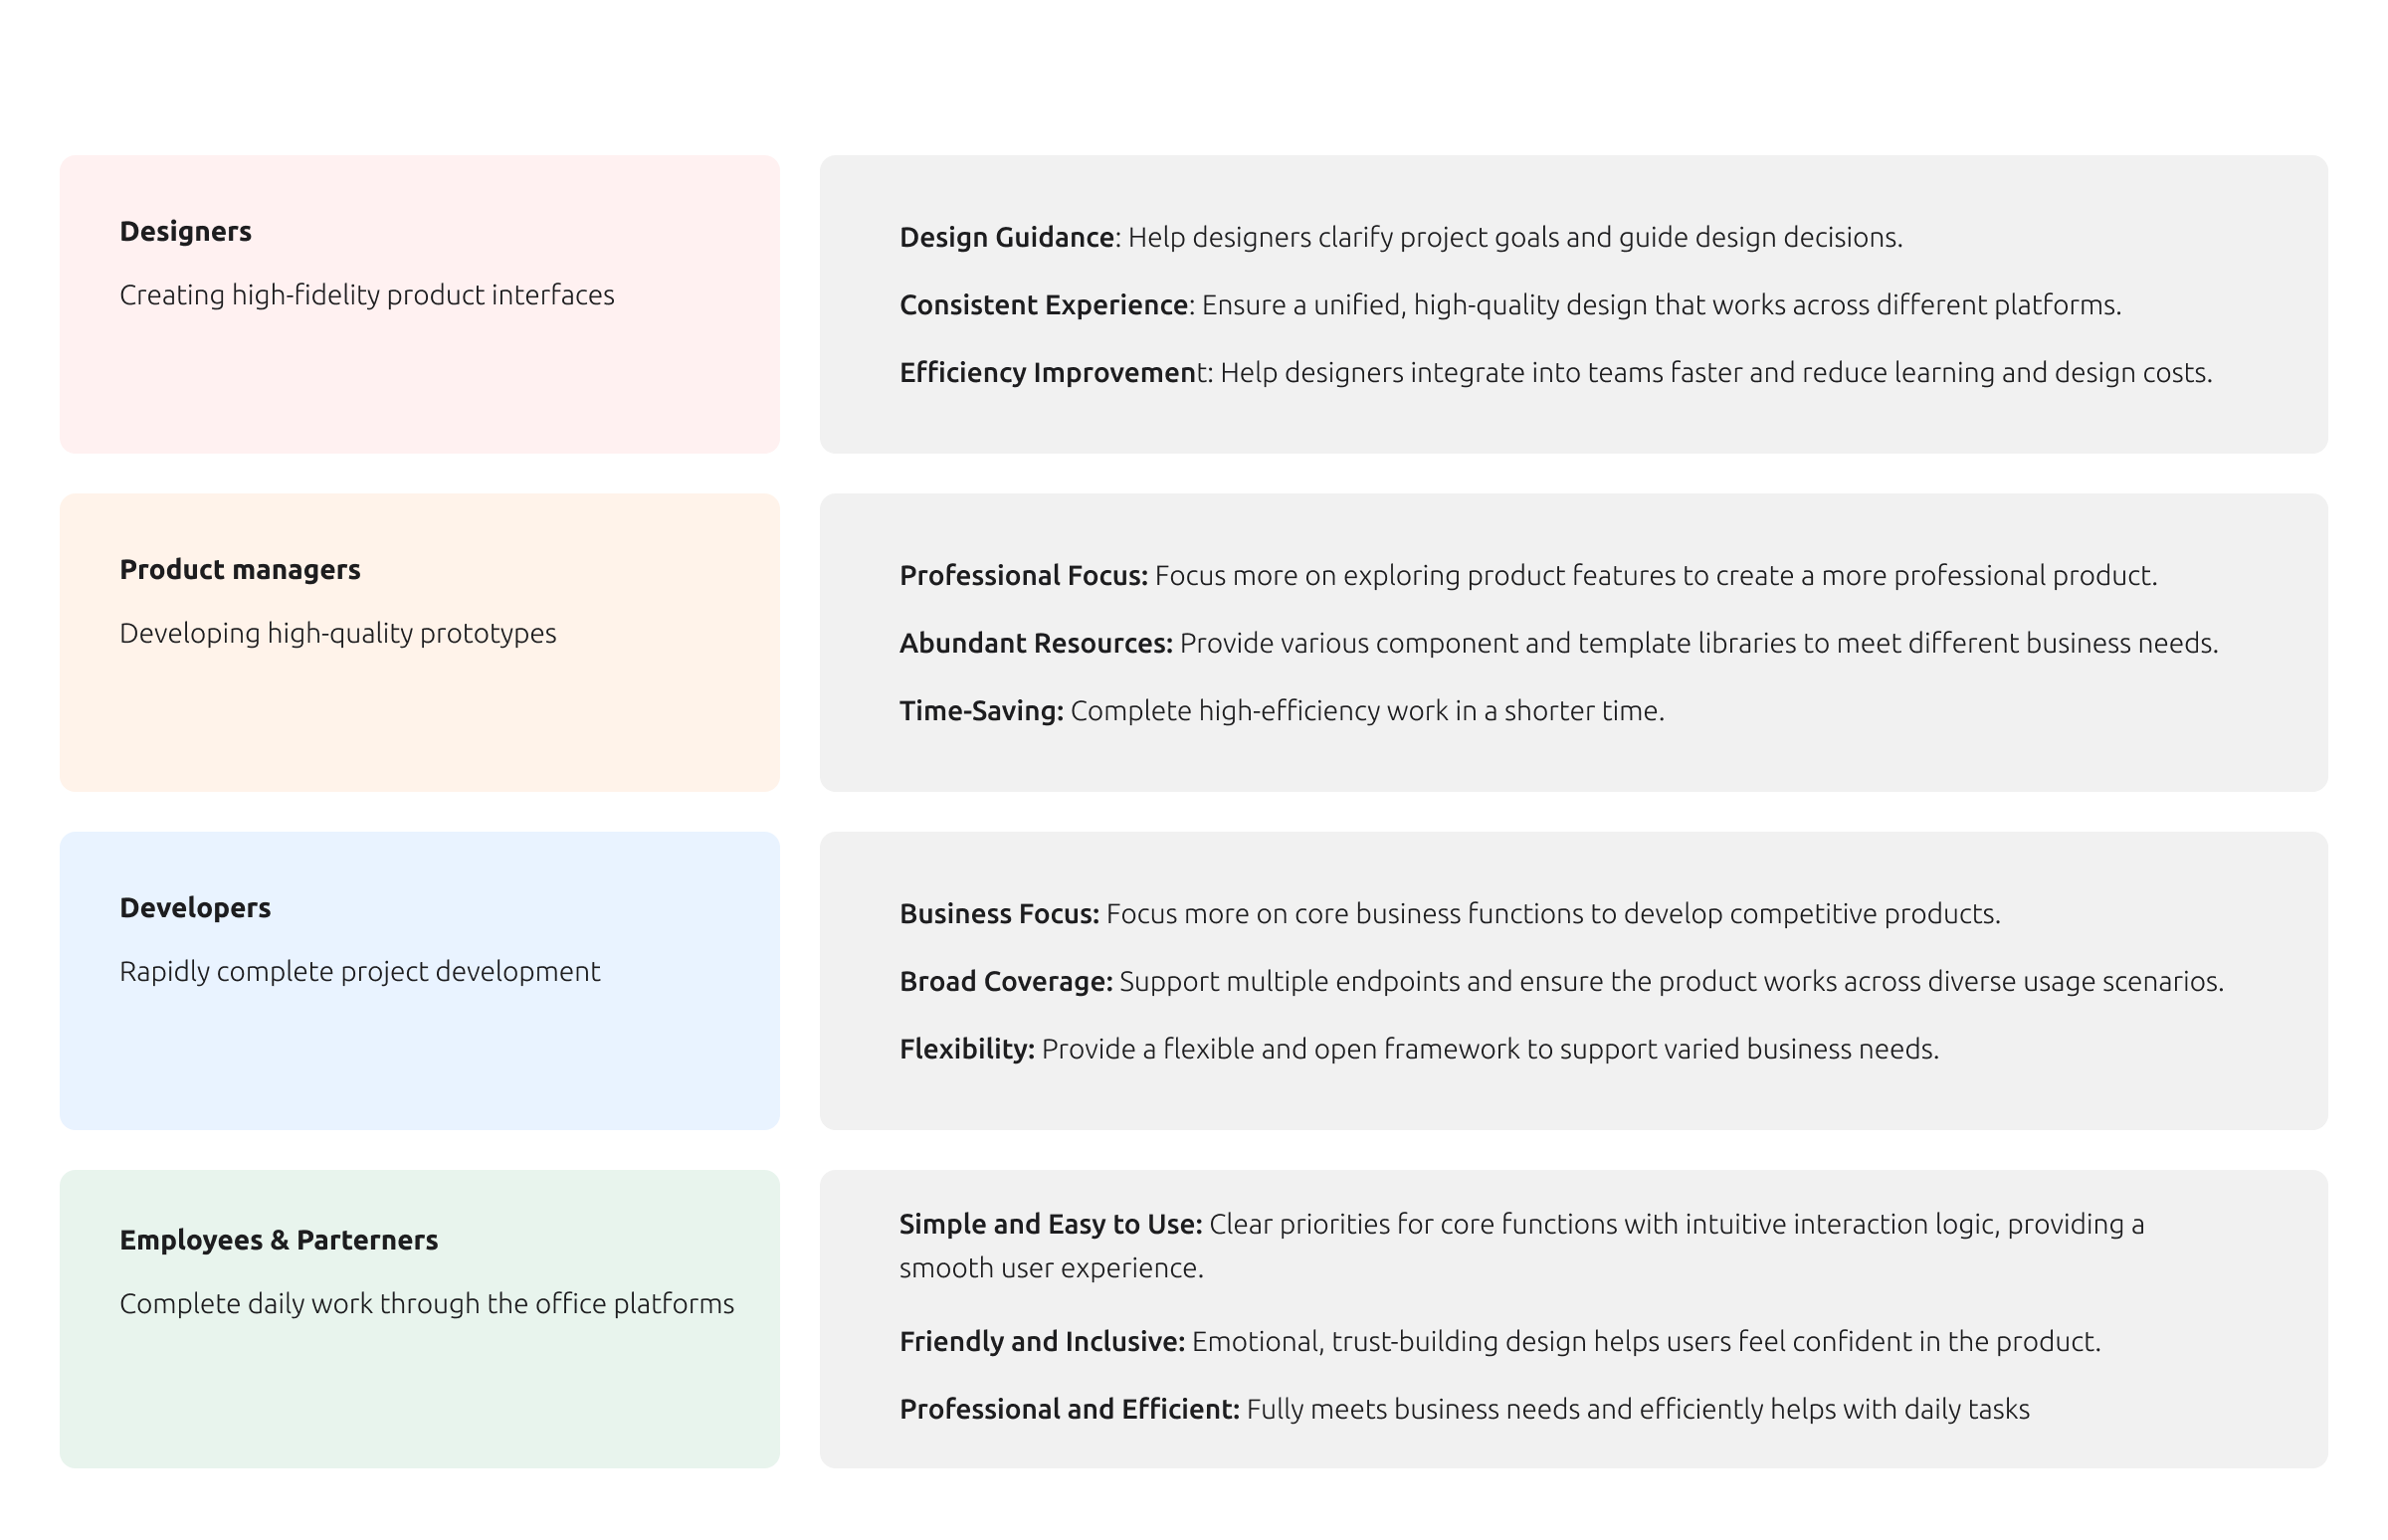 Designers
Creating high-fidelity product interfaces
Design Guidance: Help designers clarify project goals and guide design decisions.
Consistent Experience: Ensure a unified, high-quality design that works across different platforms.
Efficiency Improvement: Help designers integrate into teams faster and reduce learning and design costs.
Product managers
Developing high-quality prototypes
Professional Focus: Focus more on exploring product features to create a more professional product.
Abundant Resources: Provide various component and template libraries to meet different business needs.
Time-Saving: Complete high-efficiency work in a shorter time.
Developers
Rapidly complete project development
Business Focus: Focus more on core business functions to develop competitive products.
Broad Coverage: Support multiple endpoints and ensure the product works across diverse usage scenarios.
Flexibility: Provide a flexible and open framework to support varied business needs.
Employees & Parterners
Complete daily work through the office platforms
Simple and Easy to Use: Clear priorities for core functions with intuitive interaction logic, providing a
smooth user experience.
Friendly and Inclusive: Emotional, trust-building design helps users feel confident in the product.
Professional and Efficient: Fully meets business needs and efficiently helps with daily tasks